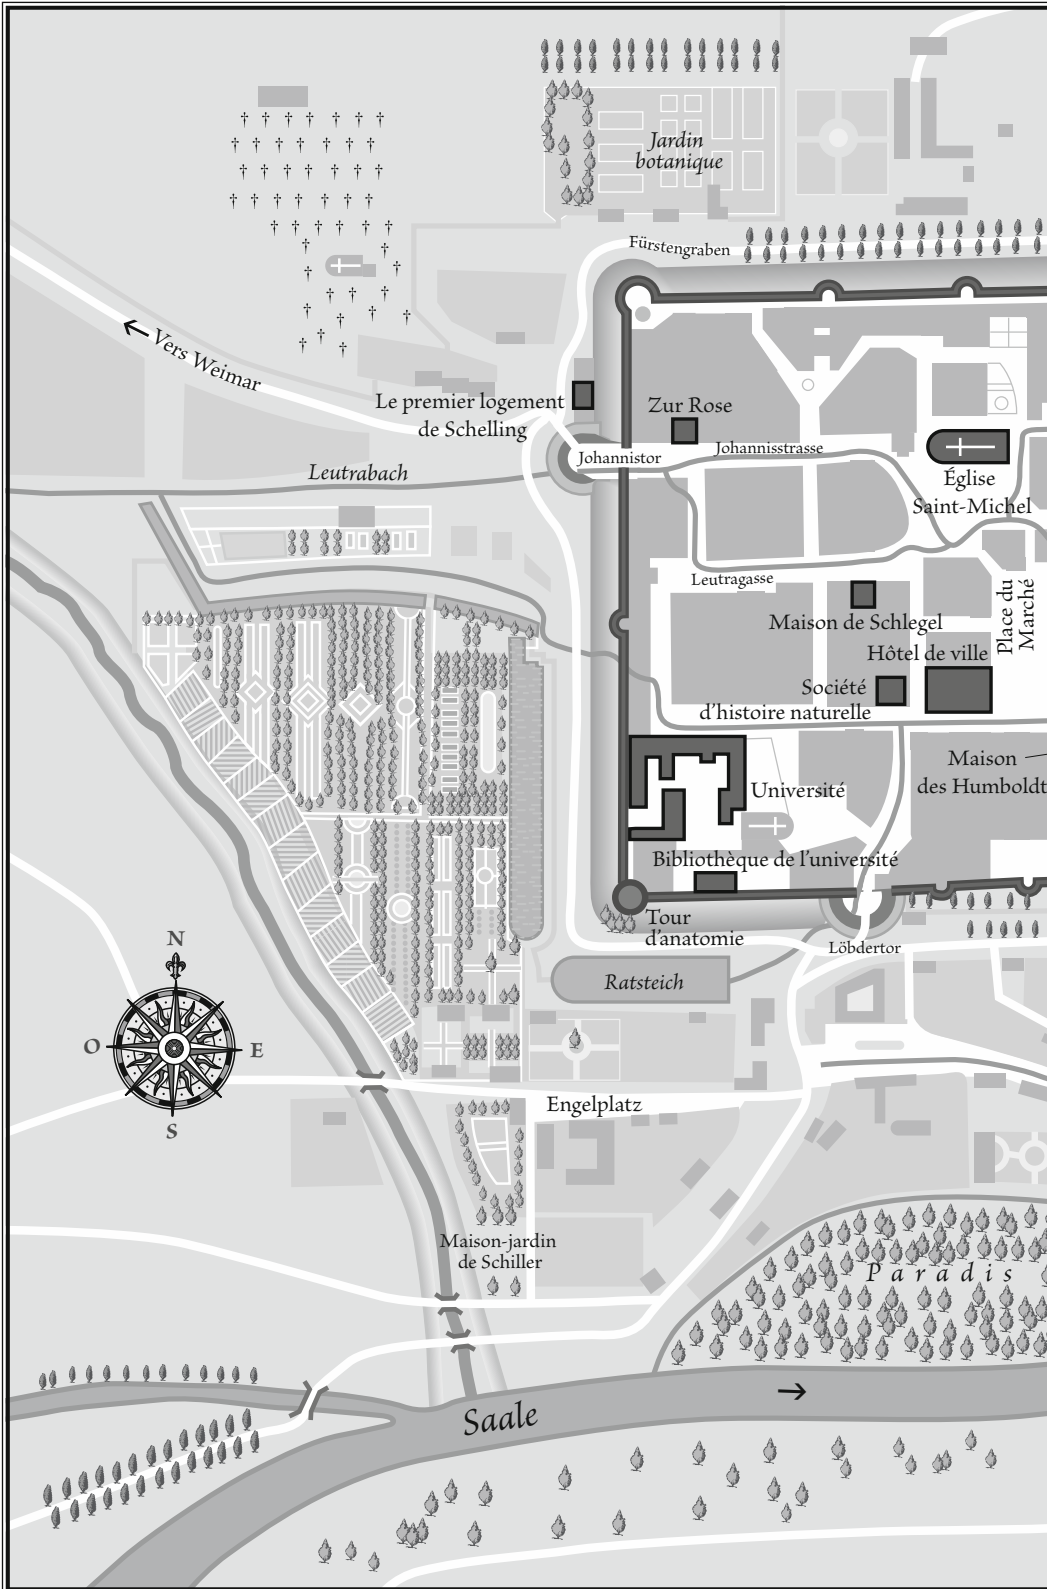 Jardin
botanique
Fürstengraben
← Vers Weimar
Le premier logement
de Schelling
Zur Rose
Johannistor
Johannisstrasse
Église
Saint-Michel
Leutrabach
Leutragasse
Place du
Marché
Maison de Schlegel
Hôtel de ville
Société
d'histoire naturelle
Maison
des Humboldt
Université
Bibliothèque de l'université
Tour
d'anatomie
Löbdertor
Ratsteich
N
O
E
S
Engelplatz
Maison-jardin
de Schiller
Paradis
→
Saale